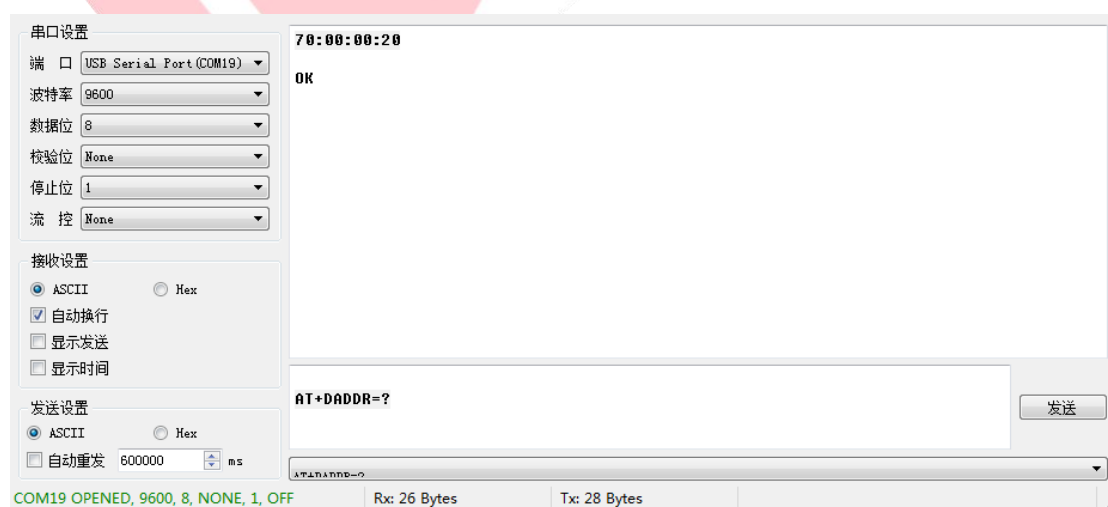 串口设置
端 口 USB Serial Port(COM19)
波特率 9600
数据位 8
校验位 None
停止位 1
流 控 None
接收设置
ASCII Hex
自动换行
显示发送
显示时间
发送设置
ASCII Hex
自动重发 600000 ms
70:00:00:20
OK
AT+DADDR=?
发送
AT+DADDR=?
COM19 OPENED, 9600, 8, NONE, 1, OFF Rx: 26 Bytes Tx: 28 Bytes